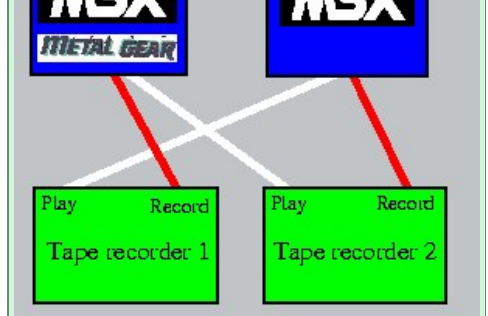 MSX MSX
METAL GEAR
Play Record Play Record
Tape recorder 1 Tape recorder 2